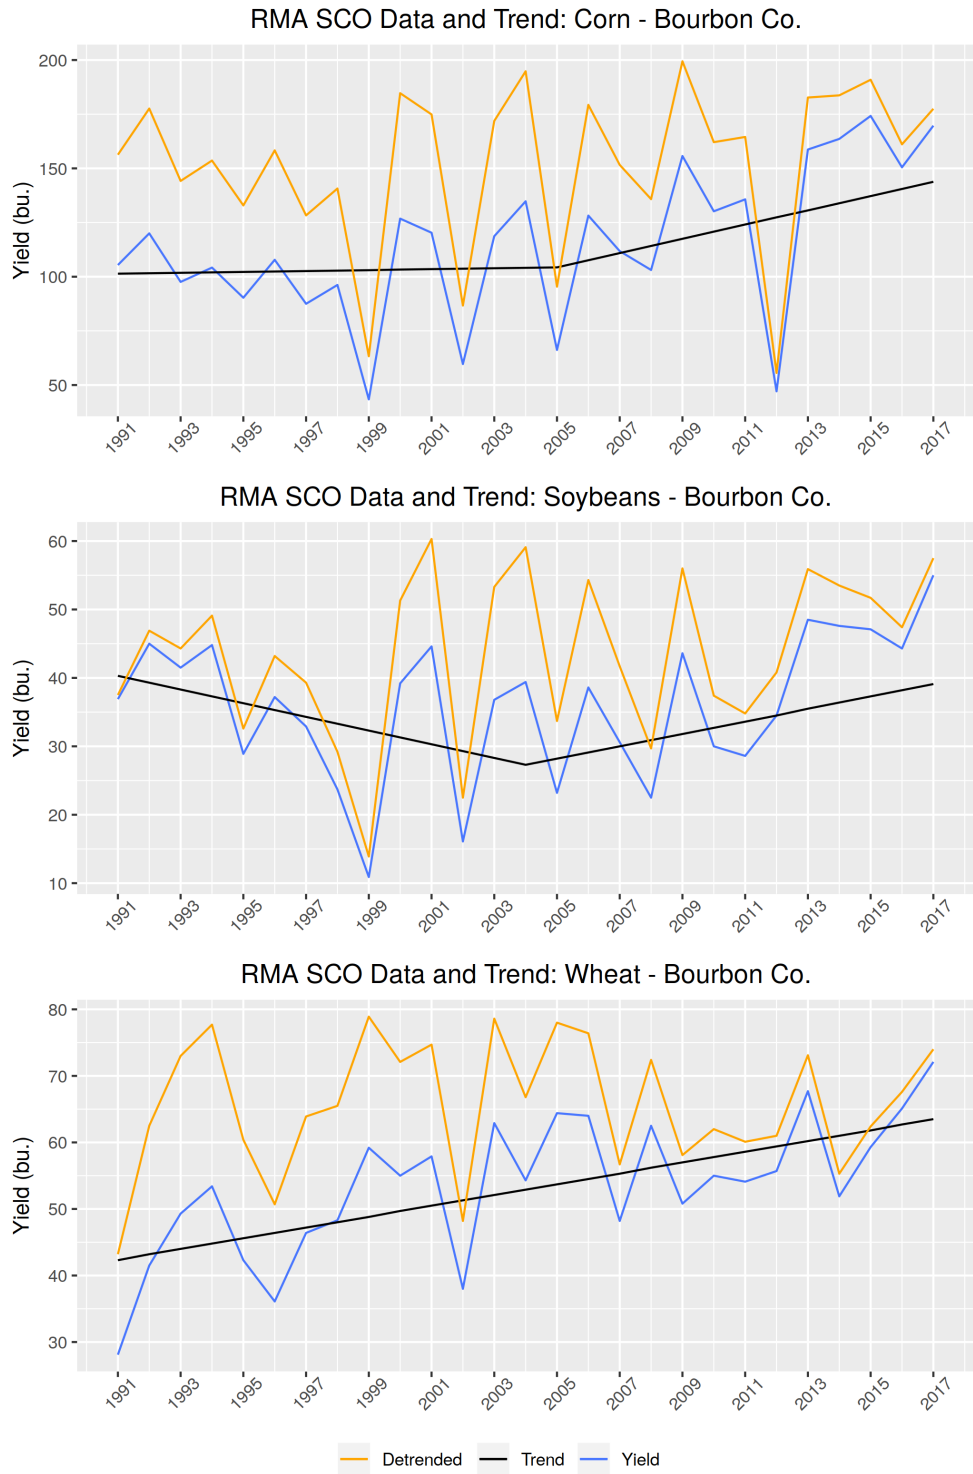 RMA SCO Data and Trend: Corn - Bourbon Co.
Yield (bu.)
200
150
100
50
1991 1993 1995 1997 1999 2001 2003 2005 2007 2009 2011 2013 2015 2017
RMA SCO Data and Trend: Soybeans - Bourbon Co.
Yield (bu.)
60
50
40
30
20
10
1991 1993 1995 1997 1999 2001 2003 2005 2007 2009 2011 2013 2015 2017
RMA SCO Data and Trend: Wheat - Bourbon Co.
Yield (bu.)
80
70
60
50
40
30
1991 1993 1995 1997 1999 2001 2003 2005 2007 2009 2011 2013 2015 2017
Detrended Trend Yield